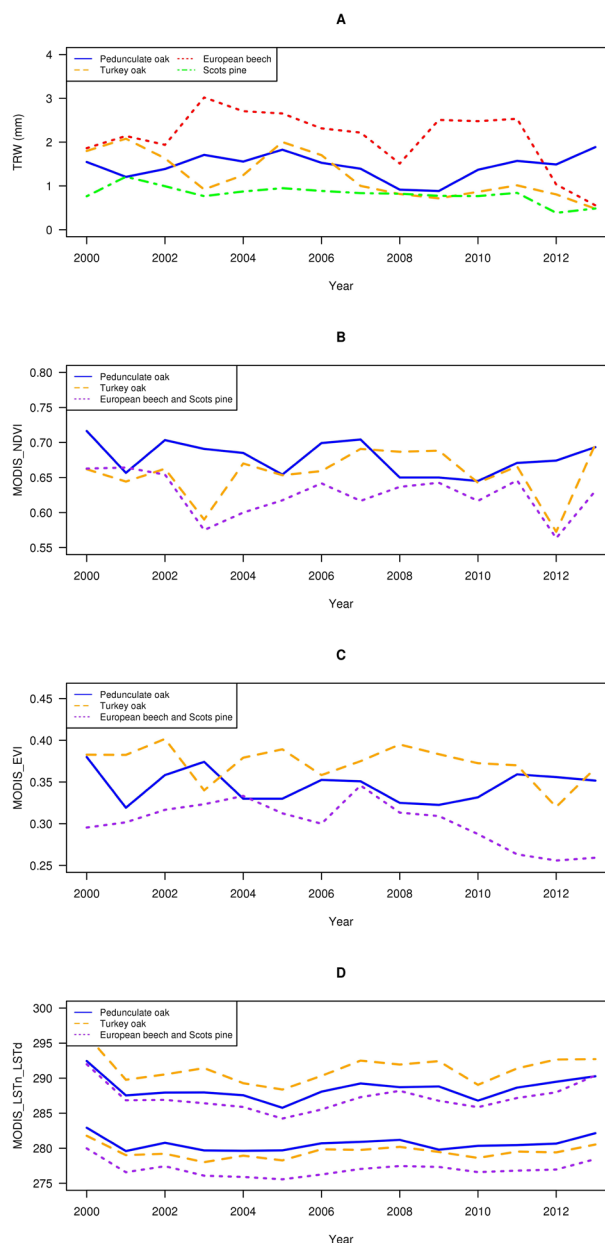 A
Pedunculate oak European beech
Turkey oak Scots pine
TRW (mm)
4
3
2
1
0
2000 2002 2004 2006 2008 2010 2012
Year
B
Pedunculate oak
Turkey oak
European beech and Scots pine
MODIS_NDVI
0.80
0.75
0.70
0.65
0.60
0.55
2000 2002 2004 2006 2008 2010 2012
Year
C
Pedunculate oak
Turkey oak
European beech and Scots pine
MODIS_EVI
0.45
0.40
0.35
0.30
0.25
2000 2002 2004 2006 2008 2010 2012
Year
D
Pedunculate oak
Turkey oak
European beech and Scots pine
MODIS_LSTn_LSTd
300
295
290
285
280
275
2000 2002 2004 2006 2008 2010 2012
Year